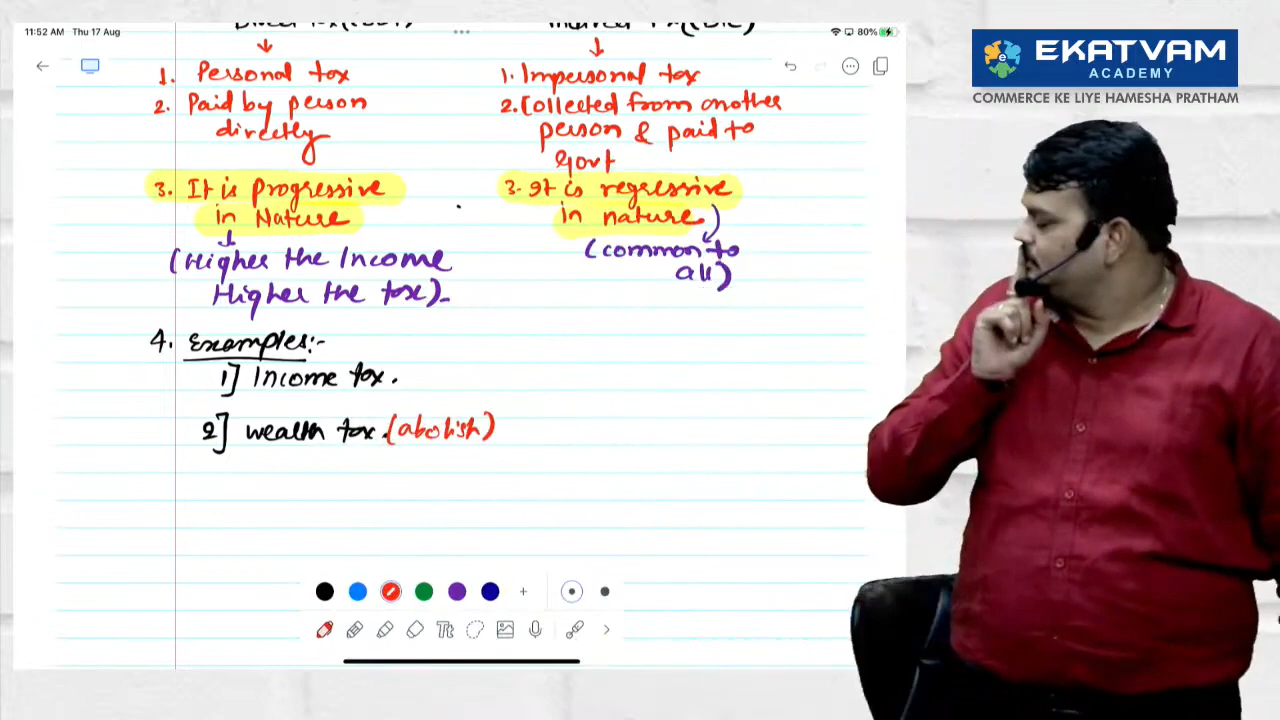 11:52 AM Thu 17 Aug
80%
EKATVAM
ACADEMY
COMMERCE KE LIYE HAMESHA PRATHAM
1. Personal tax
2. Paid by person
directly
3. It is Progressive
in Nature
(Higher the Income
Higher the tax).
4. Examples:-
1] Income tax.
2] wealth tax. (abolish)
1. Impersonal tax
2. Collected from another
person & paid to
Govt
3. It is regressive
in nature
(common to
all)